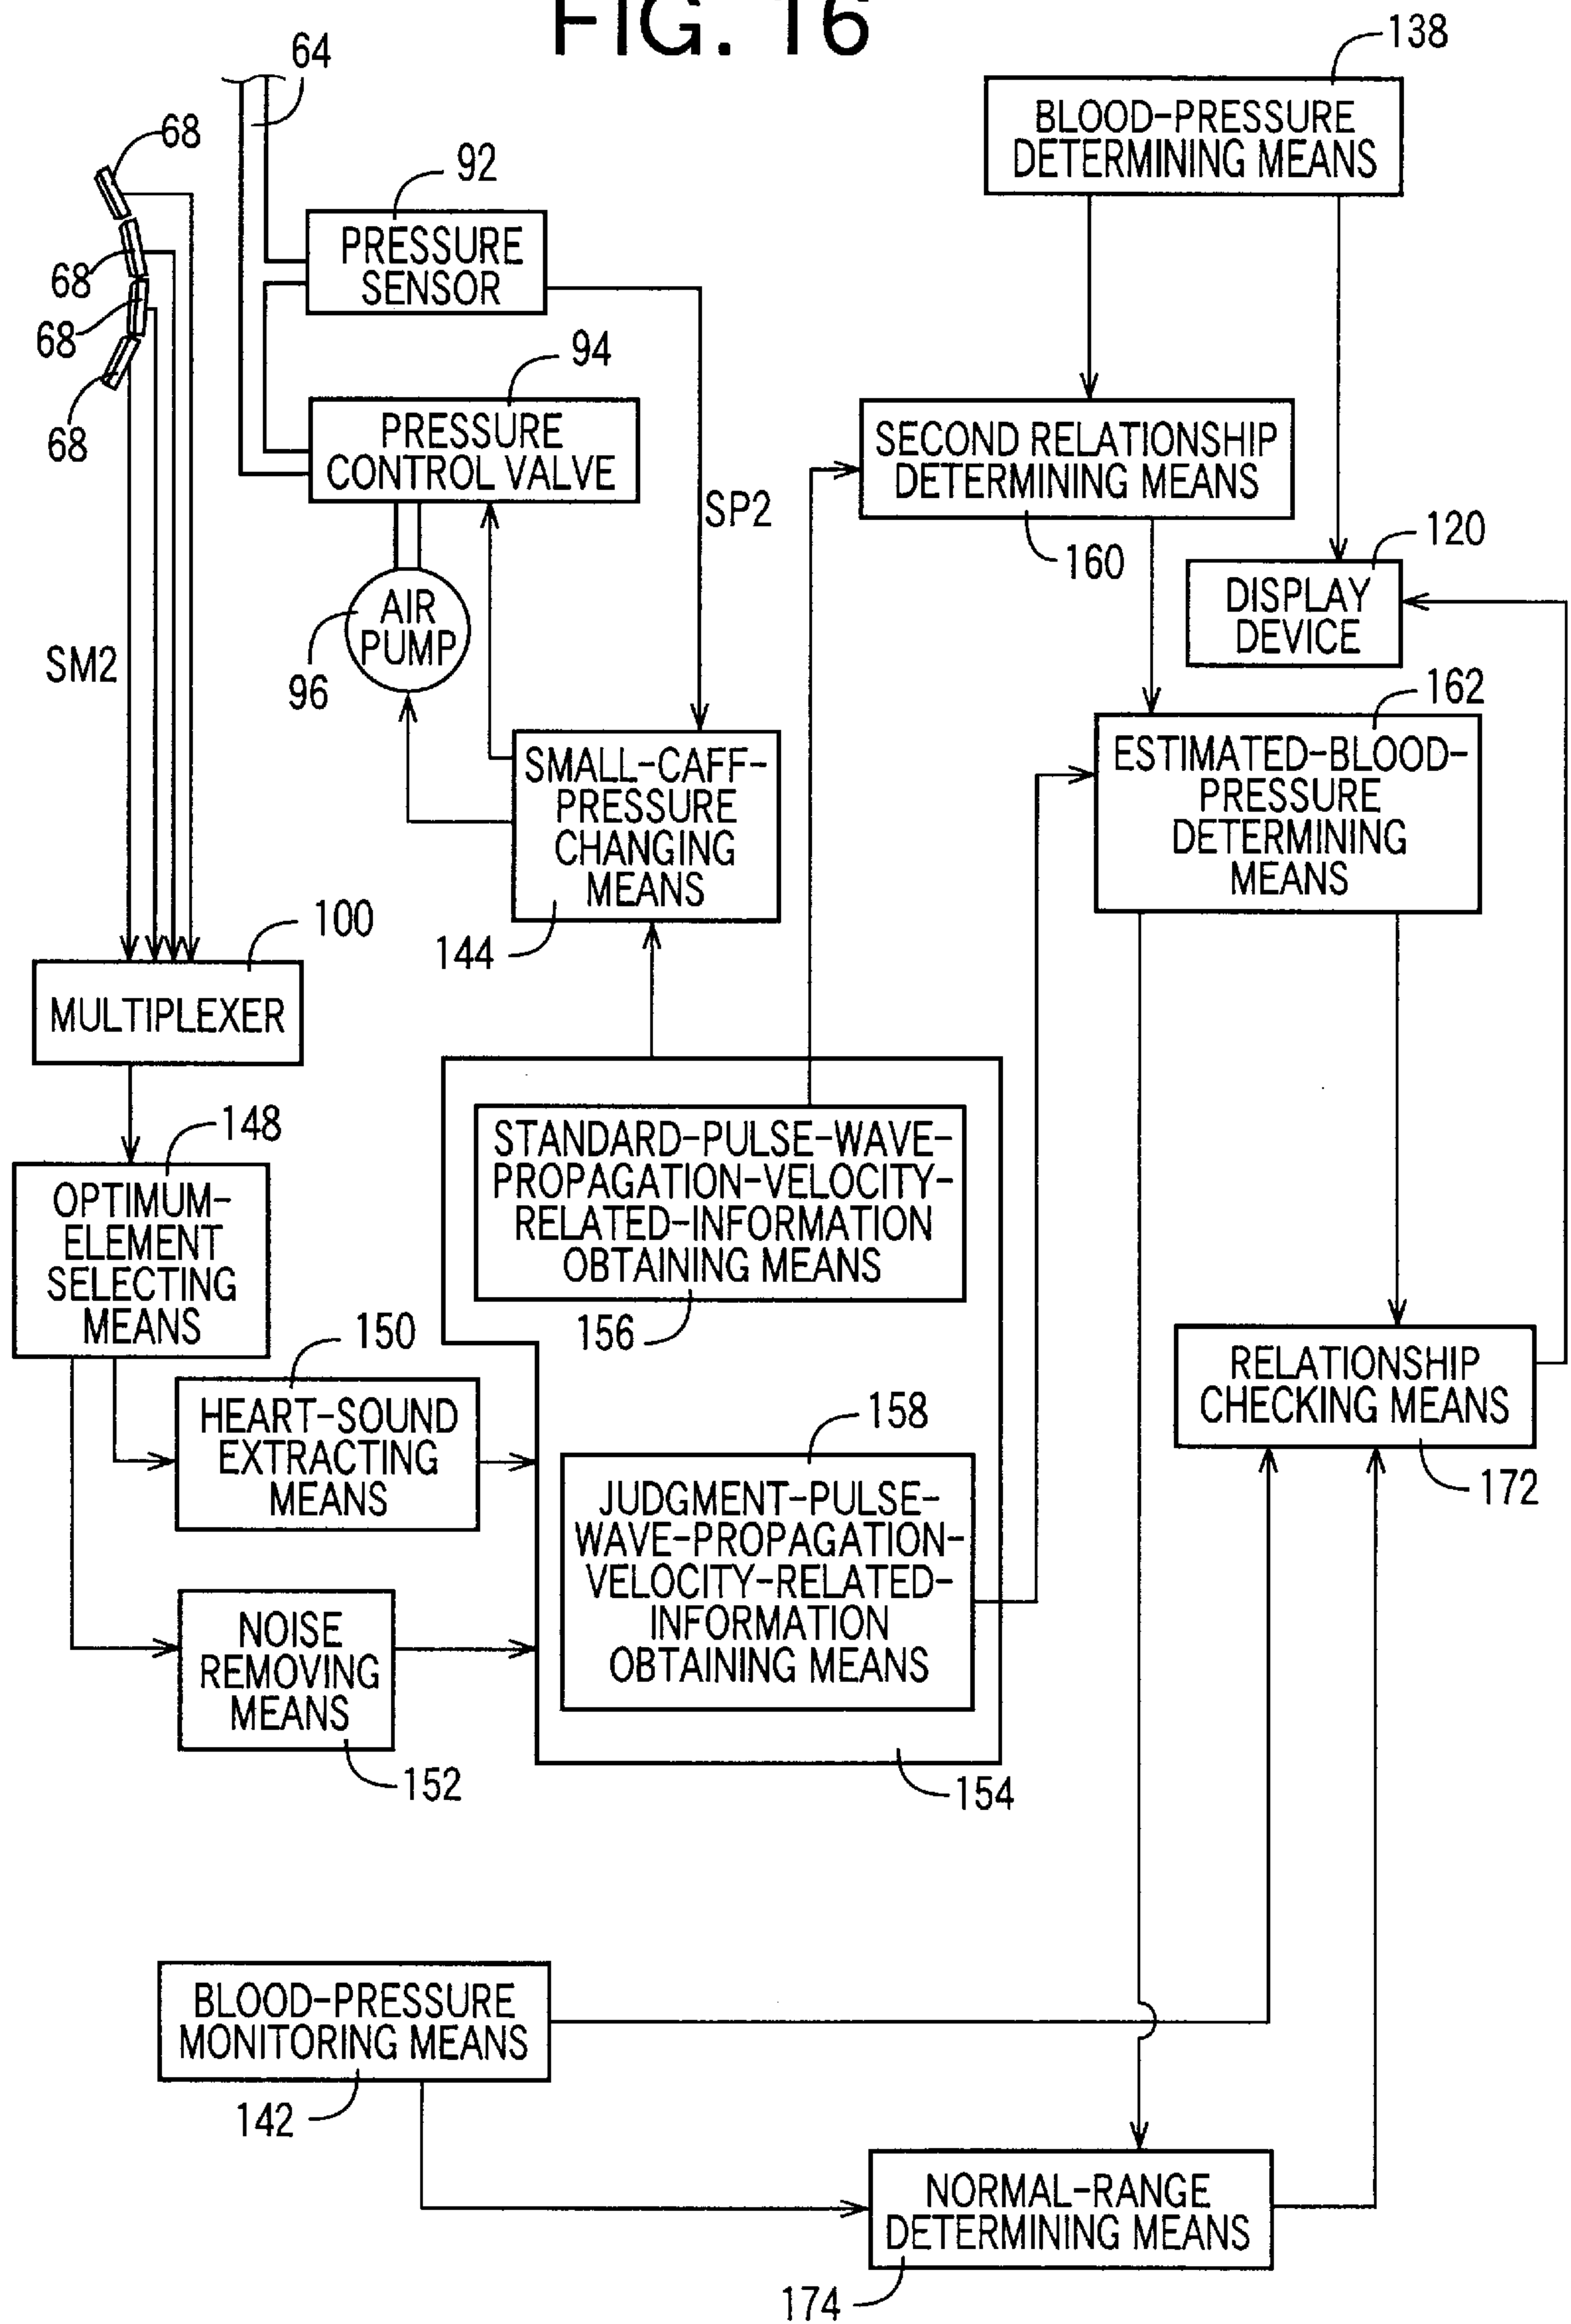 FIG. 16
64
138
68
92
BLOOD-PRESSURE
DETERMINING MEANS
PRESSURE
SENSOR
68
68
68
94
PRESSURE
CONTROL VALVE
SECOND RELATIONSHIP
DETERMINING MEANS
SP2
160
120
DISPLAY
DEVICE
AIR
PUMP
96
SM2
162
ESTIMATED-BLOOD-
PRESSURE
DETERMINING
MEANS
SMALL-CAFF-
PRESSURE
CHANGING
MEANS
144
100
MULTIPLEXER
148
OPTIMUM-
ELEMENT
SELECTING
MEANS
STANDARD-PULSE-WAVE-
PROPAGATION-VELOCITY-
RELATED-INFORMATION
OBTAINING MEANS
156
150
HEART-SOUND
EXTRACTING
MEANS
RELATIONSHIP
CHECKING MEANS
172
158
JUDGMENT-PULSE-
WAVE-PROPAGATION-
VELOCITY-RELATED-
INFORMATION
OBTAINING MEANS
NOISE
REMOVING
MEANS
152
154
BLOOD-PRESSURE
MONITORING MEANS
142
NORMAL-RANGE
DETERMINING MEANS
174